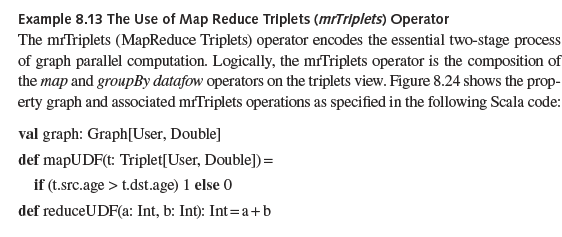 Example 8.13 The Use of Map Reduce Triplets (mrTriplets) Operator
The mrTriplets (MapReduce Triplets) operator encodes the essential two-stage process
of graph parallel computation. Logically, the mrTriplets operator is the composition of
the map and groupBy datafow operators on the triplets view. Figure 8.24 shows the prop-
erty graph and associated mrTriplets operations as specified in the following Scala code:
val graph: Graph[User, Double]
def mapUDF(t: Triplet[User, Double])=
if (t.src.age > t.dst.age) 1 else 0
def reduceUDF(a: Int, b: Int): Int=a+b